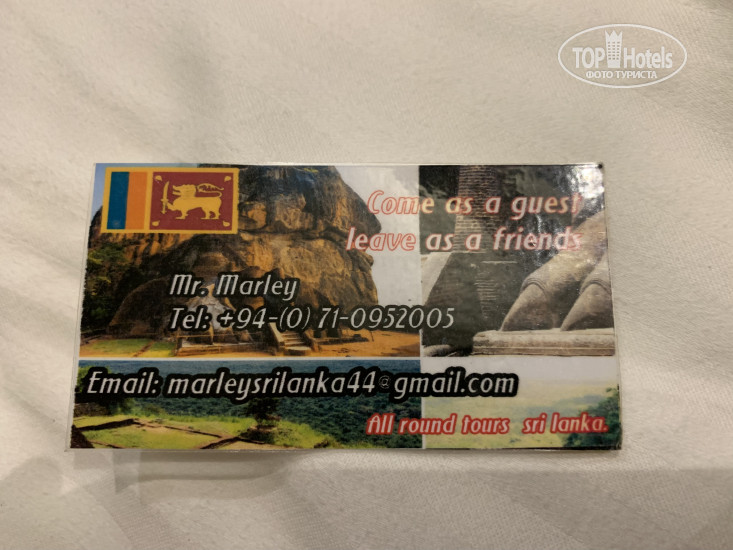 TOP Hotels
ФОТО ТУРИСТА
Come as a guest
leave as a friends
Mr. Marley
Tel: +94-(0) 71-0952005
Email: marleysrilanka44@gmail.com
All round tours sri lanka.